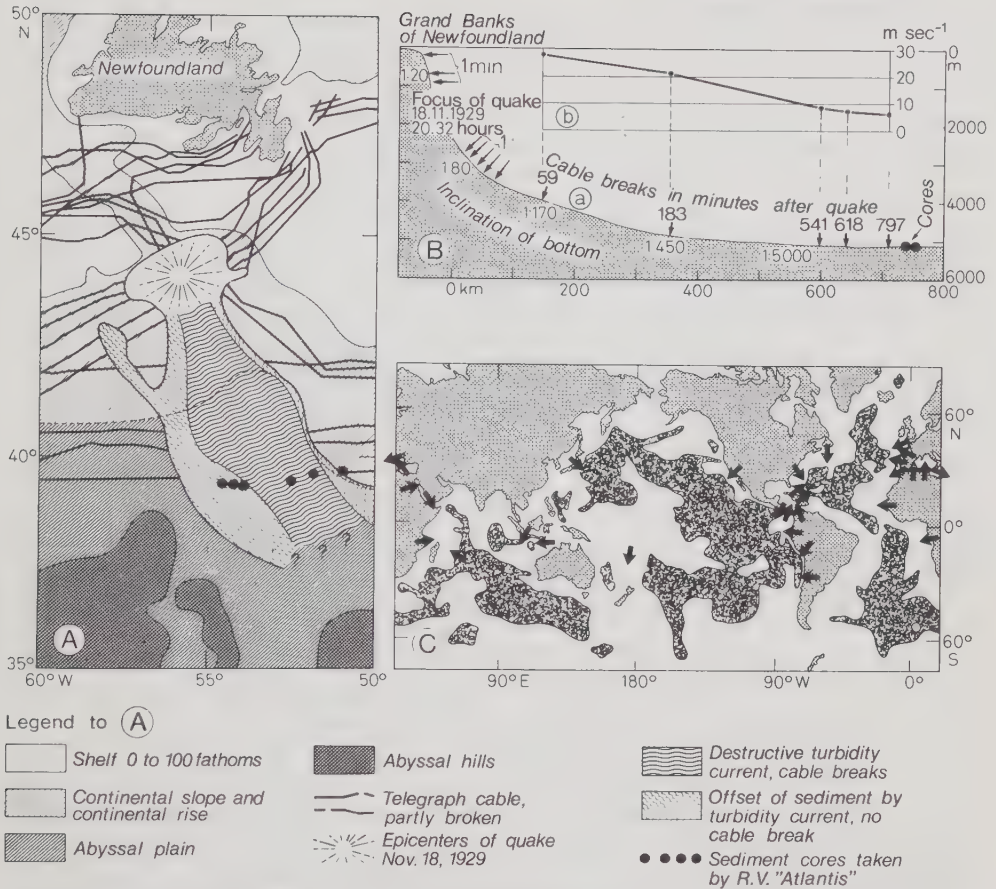 50°
N
A
Newfoundland
45°
40°
35°
60° W
55°
50°
Grand Banks
of Newfoundland
m sec⁻¹
30
20
10
0
0
m
2000
4000
6000
1min
1:20
Focus of quake
18.11.1929
20.32 hours
b
-1
1:80
59
a
Cable breaks in minutes after quake
1:170
183
541 618 797
Cores
B
Inclination of bottom
1:450
1:5000
0 km
200
400
600
800
60°
N
0°
60°
S
C
90°E
180°
90°W
0°
Legend to A
Shelf 0 to 100 fathoms
Continental slope and
continental rise
Abyssal plain
Abyssal hills
Telegraph cable,
partly broken
Epicenters of quake
Nov. 18, 1929
Destructive turbidity
current, cable breaks
Offset of sediment by
turbidity current, no
cable break
Sediment cores taken
by R.V. "Atlantis"